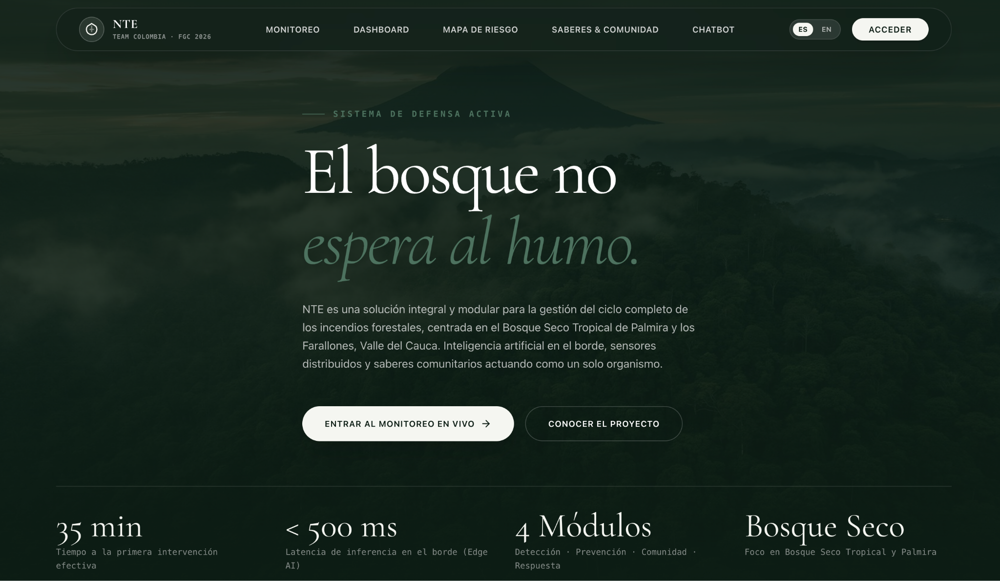 NTE
TEAM COLOMBIA · FGC 2026
MONITOREO
DASHBOARD
MAPA DE RIESGO
SABERES & COMUNIDAD
CHATBOT
ES
EN
ACCEDER
SISTEMA DE DEFENSA ACTIVA
El bosque no
espera al humo.
NTE es una solución integral y modular para la gestión del ciclo completo de
los incendios forestales, centrada en el Bosque Seco Tropical de Palmira y los
Farallones, Valle del Cauca. Inteligencia artificial en el borde, sensores
distribuidos y saberes comunitarios actuando como un solo organismo.
ENTRAR AL MONITOREO EN VIVO →
CONOCER EL PROYECTO
35 min
Tiempo a la primera intervención
efectiva
< 500 ms
Latencia de inferencia en el borde (Edge
AI)
4 Módulos
Detección · Prevención · Comunidad ·
Respuesta
Bosque Seco
Foco en Bosque Seco Tropical y Palmira